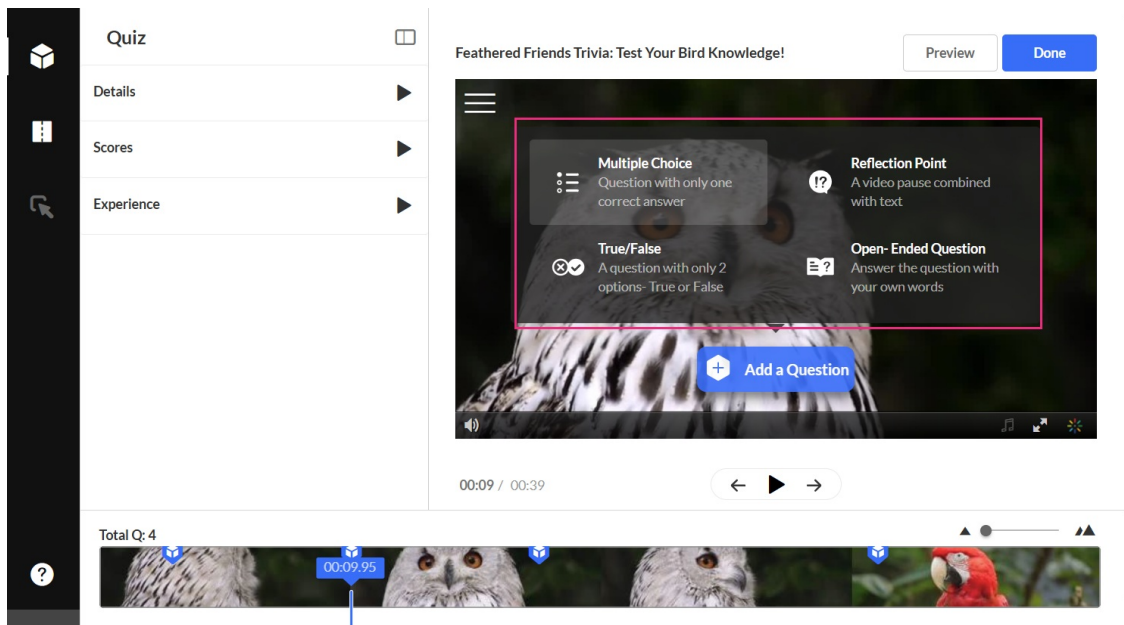 Quiz
Details
Scores
Experience
Feathered Friends Trivia: Test Your Bird Knowledge!
Preview
Done
Multiple Choice
Question with only one
correct answer
Reflection Point
A video pause combined
with text
True/False
A question with only 2
options- True or False
Open- Ended Question
Answer the question with
your own words
Add a Question
00:09 / 00:39
Total Q: 4
00:09.95